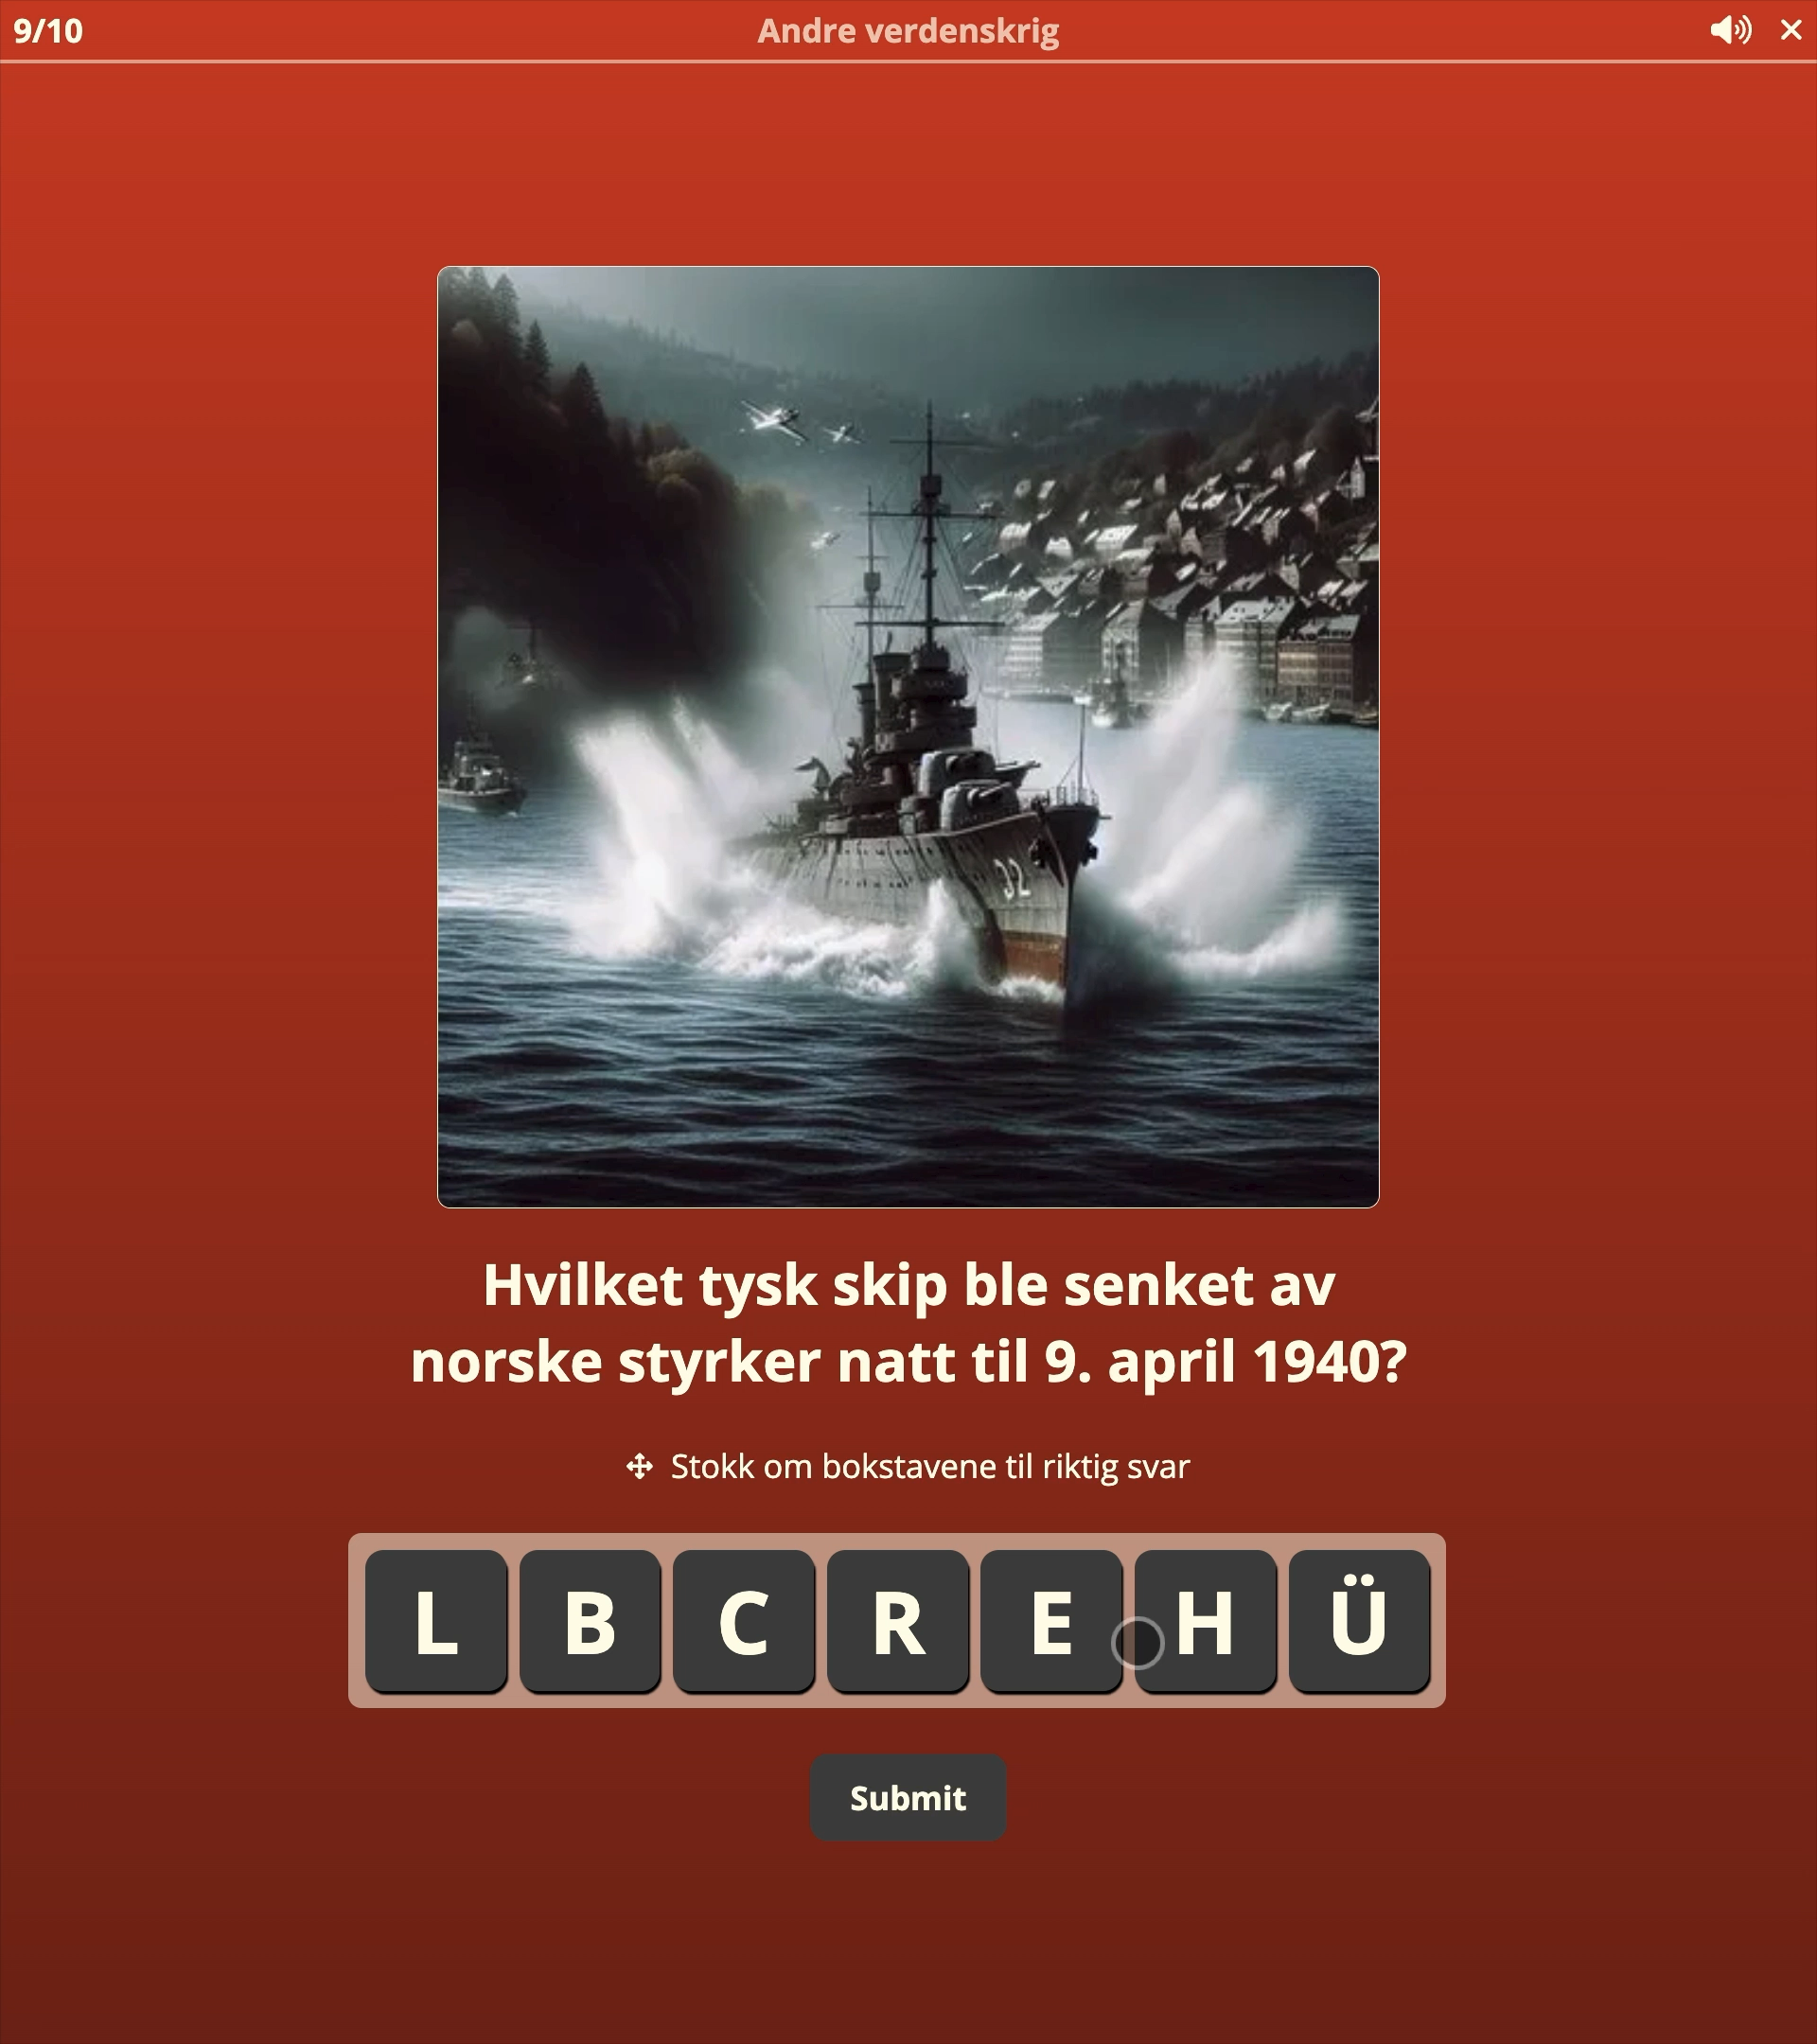 9/10
Andre verdenskrig
32
Hvilket tysk skip ble senket av
norske styrker natt til 9. april 1940?
Stokk om bokstavene til riktig svar
L B C R E H Ü
Submit